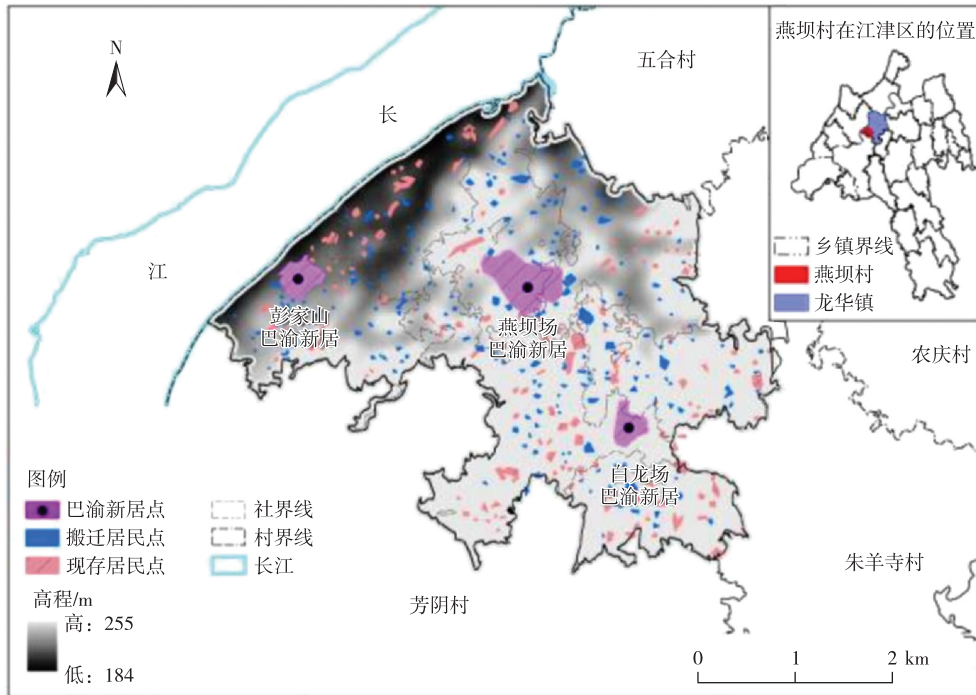 燕坝村在江津区的位置
N
五合村
长
江
乡镇界线
燕坝村
龙华镇
彭家山
巴渝新居
燕坝场
巴渝新居
农庆村
白龙场
巴渝新居
图例
巴渝新居点
社界线
搬迁居民点
村界线
现存居民点
长江
高程/m
高：255
低：184
芳阴村
朱羊寺村
0 1 2 km